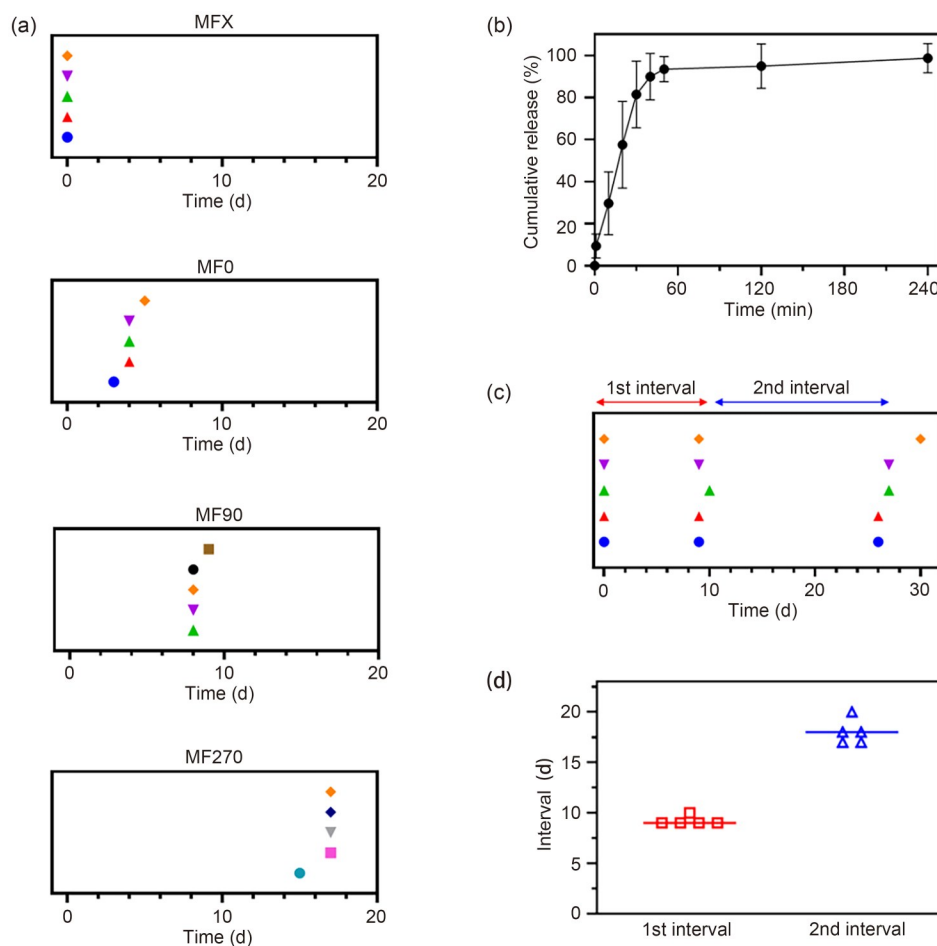 (a)
MFX
0
10
20
Time (d)
MF0
0
10
20
Time (d)
MF90
0
10
20
Time (d)
MF270
0
10
20
Time (d)
(b)
Cumulative release (%)
100
80
60
40
20
0
0
60
120
180
240
Time (min)
(c)
1st interval
2nd interval
0
10
20
30
Time (d)
(d)
Interval (d)
20
15
10
5
0
1st interval
2nd interval